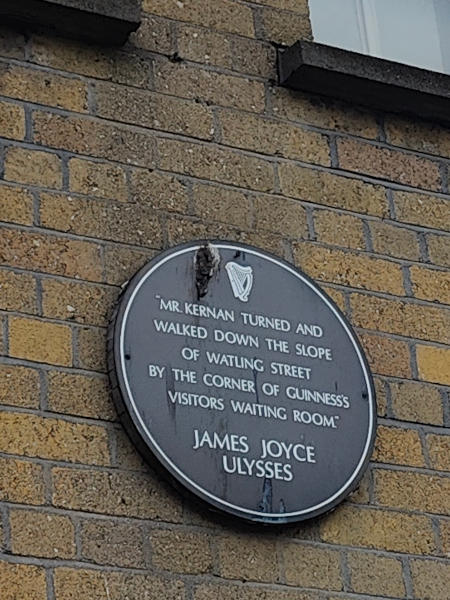 "MR. KERNAN TURNED AND
WALKED DOWN THE SLOPE
OF WATLING STREET
BY THE CORNER OF GUINNESS'S
VISITORS WAITING ROOM."
JAMES JOYCE
ULYSSES